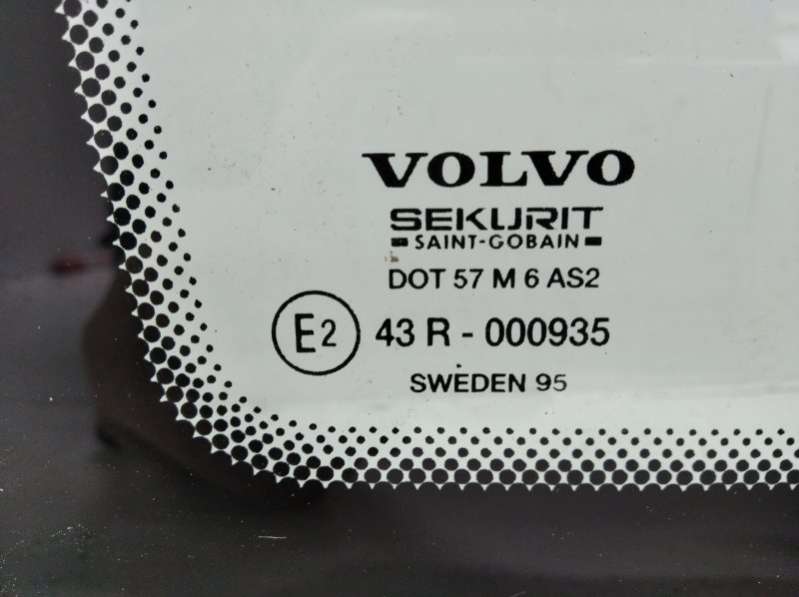 VOLVO
SEKURIT
SAINT-GOBAIN
DOT 57 M 6 AS2
E2 43 R - 000935
SWEDEN 95